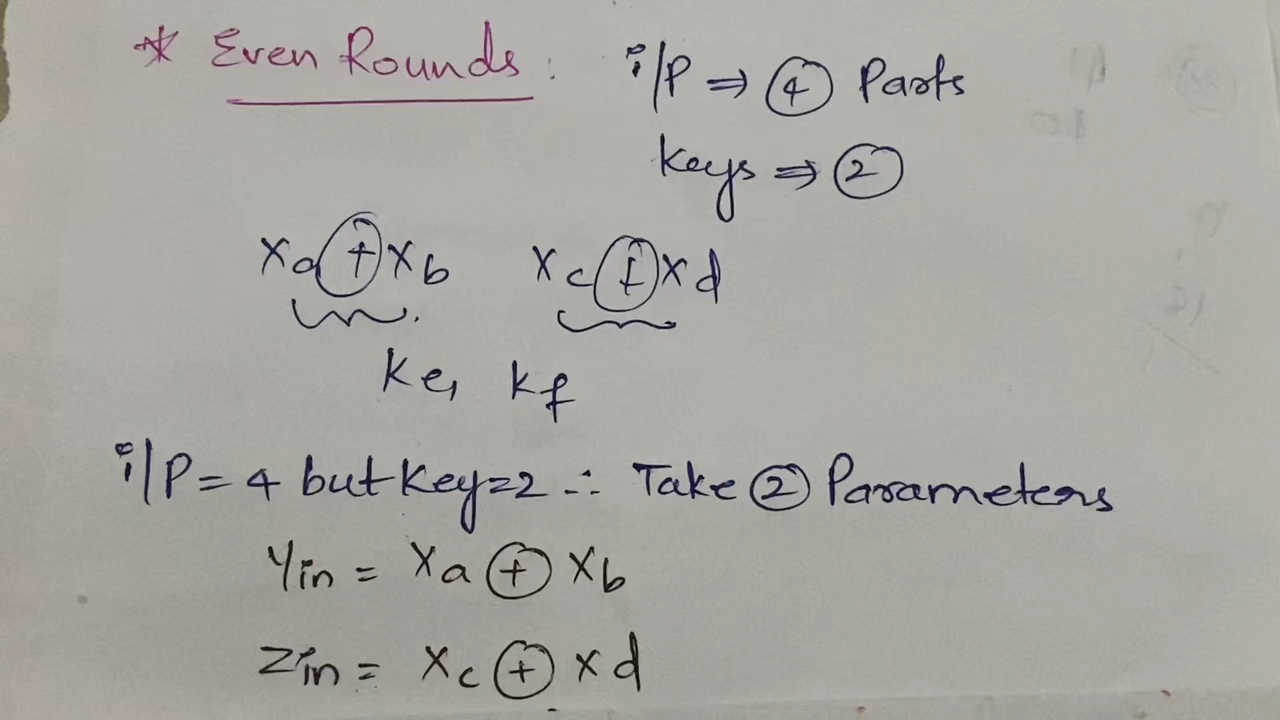 * Even Rounds: i/P ⇒ ④ Parts
Keys ⇒ ②
Xa ⊕ Xb Xc ⊕ Xd
Ke, Kf
i/P = 4 but Key=2 ∴ Take ② Parameters
Yin = Xa ⊕ Xb
Zin = Xc ⊕ Xd